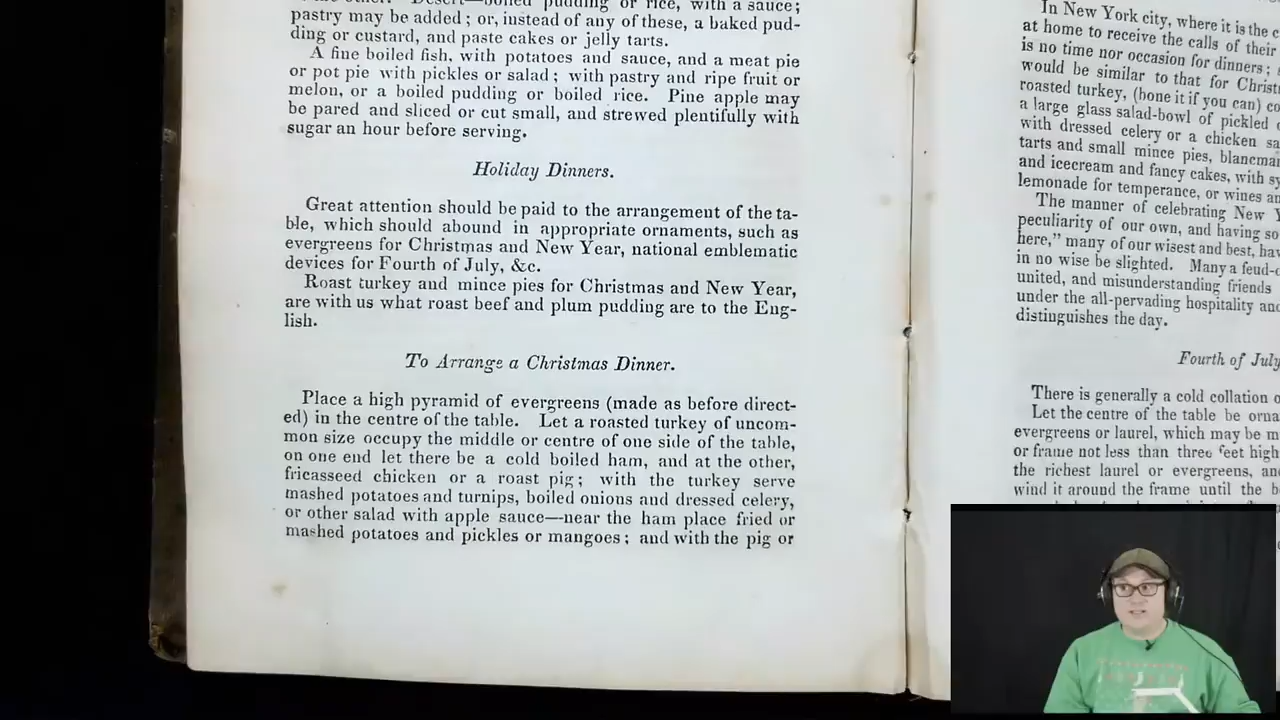 the other. Desert—boiled pudding or rice, with a sauce;
pastry may be added; or, instead of any of these, a baked pud-
ding or custard, and paste cakes or jelly tarts.
A fine boiled fish, with potatoes and sauce, and a meat pie
or pot pie with pickles or salad; with pastry and ripe fruit or
melon, or a boiled pudding or boiled rice. Pine apple may
be pared and sliced or cut small, and strewed plentifully with
sugar an hour before serving.
Holiday Dinners.
Great attention should be paid to the arrangement of the ta-
ble, which should abound in appropriate ornaments, such as
evergreens for Christmas and New Year, national emblematic
devices for Fourth of July, &c.
Roast turkey and mince pies for Christmas and New Year,
are with us what roast beef and plum pudding are to the Eng-
lish.
To Arrange a Christmas Dinner.
Place a high pyramid of evergreens (made as before direct-
ed) in the centre of the table. Let a roasted turkey of uncom-
mon size occupy the middle or centre of one side of the table,
on one end let there be a cold boiled ham, and at the other,
fricasseed chicken or a roast pig; with the turkey serve
mashed potatoes and turnips, boiled onions and dressed celery,
or other salad with apple sauce—near the ham place fried or
mashed potatoes and pickles or mangoes; and with the pig or
In New York city, where it is the
at home to receive the calls of their
is no time nor occasion for dinners;
would be similar to that for
roasted turkey, (bone it if you can)
a large glass salad-bowl of pickled
with dressed celery or a chicken
tarts and small mince pies,
and icecream and fancy cakes, with
lemonade for temperance, or wines
The manner of celebrating New
peculiarity of our own, and having
here," many of our wisest and best,
in no wise be slighted. Many a
united, and misunderstanding friends
under the all-pervading hospitality
distinguishes the day.
Fourth of July
There is generally a cold collation
Let the centre of the table be
evergreens or laurel, which may be
or frame not less than three feet high
the richest laurel or evergreens,
wind it around the frame until the